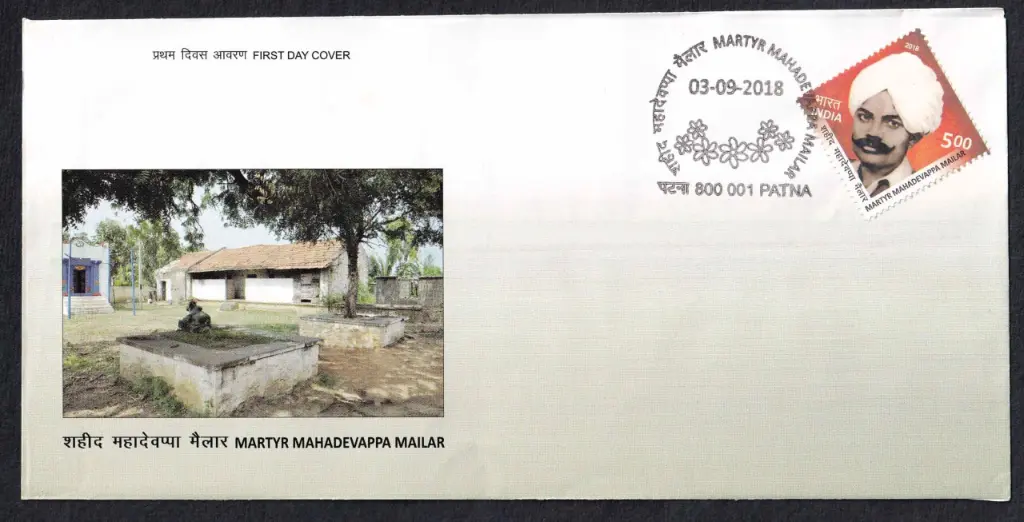 प्रथम दिवस आवरण FIRST DAY COVER
शहीद महादेवप्पा मैलार MARTYR MAHADEVAPPA MAILAR
03-09-2018
पटना 800 001 PATNA
2018
भारत
INDIA
500
शहीद महादेवप्पा मैलार
MARTYR MAHADEVAPPA MAILAR
शहीद महादेवप्पा मैलार MARTYR MAHADEVAPPA MAILAR